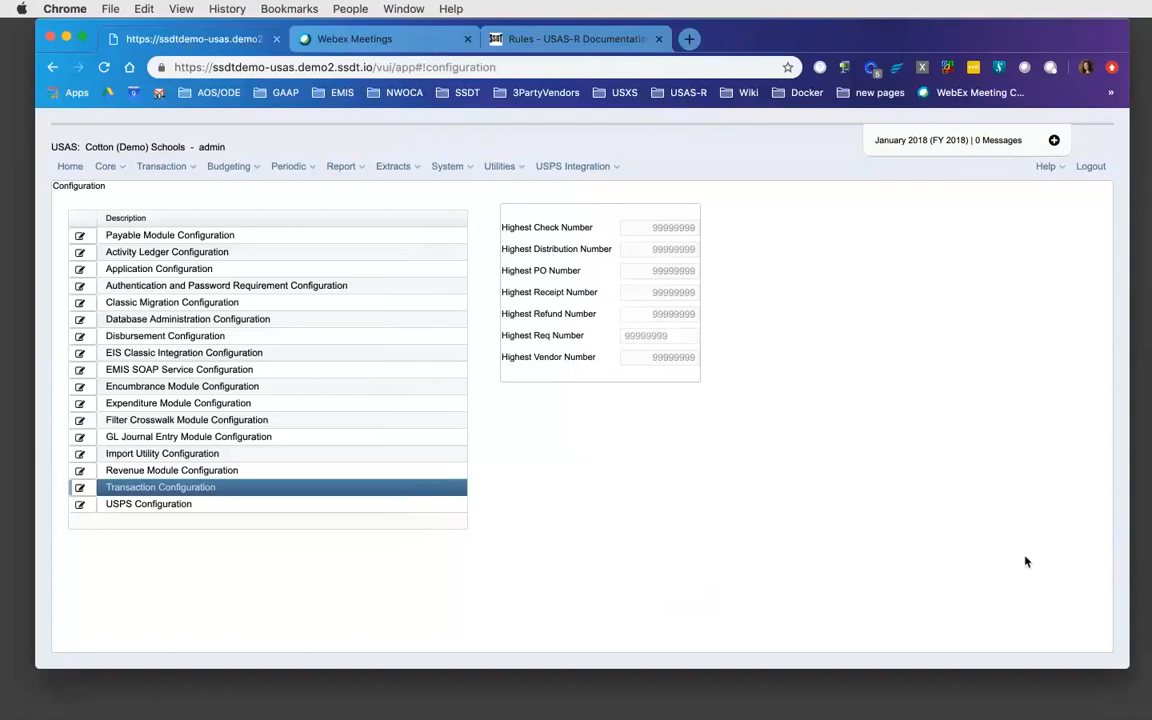 Chrome File Edit View History Bookmarks People Window Help
https://ssdtdemo-usas.demo2 Webex Meetings SSDT Rules - USAS-R Documentatio
https://ssdtdemo-usas.demo2.ssdt.io/vui/app#!configuration
Apps AOS/ODE GAAP EMIS NWOCA SSDT 3PartyVendors USXS USAS-R Wiki Docker new pages WebEx Meeting C... »
USAS: Cotton (Demo) Schools - admin
January 2018 (FY 2018) | 0 Messages
Home Core Transaction Budgeting Periodic Report Extracts System Utilities USPS Integration Help Logout
Configuration
Description
Payable Module Configuration
Activity Ledger Configuration
Application Configuration
Authentication and Password Requirement Configuration
Classic Migration Configuration
Database Administration Configuration
Disbursement Configuration
EIS Classic Integration Configuration
EMIS SOAP Service Configuration
Encumbrance Module Configuration
Expenditure Module Configuration
Filter Crosswalk Module Configuration
GL Journal Entry Module Configuration
Import Utility Configuration
Revenue Module Configuration
Transaction Configuration
USPS Configuration
Highest Check Number 99999999
Highest Distribution Number 99999999
Highest PO Number 99999999
Highest Receipt Number 99999999
Highest Refund Number 99999999
Highest Req Number 99999999
Highest Vendor Number 99999999